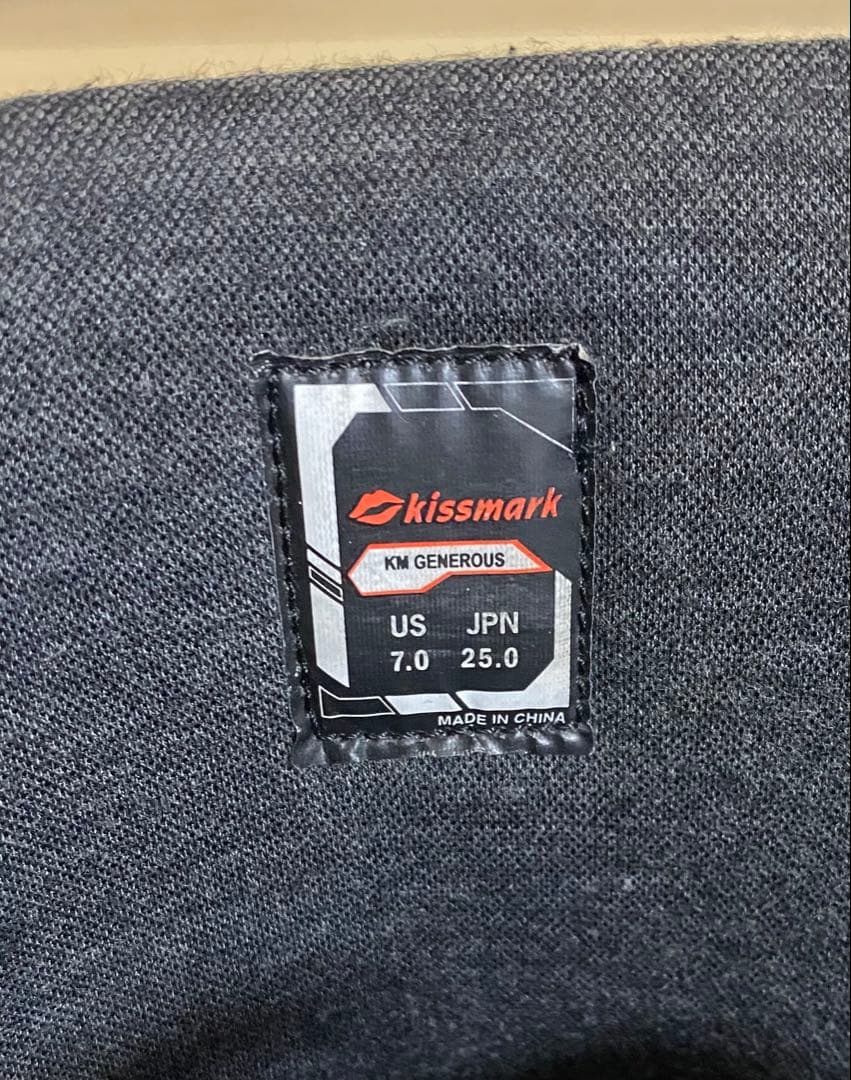 kissmark
KM GENEROUS
US JPN
7.0 25.0
MADE IN CHINA